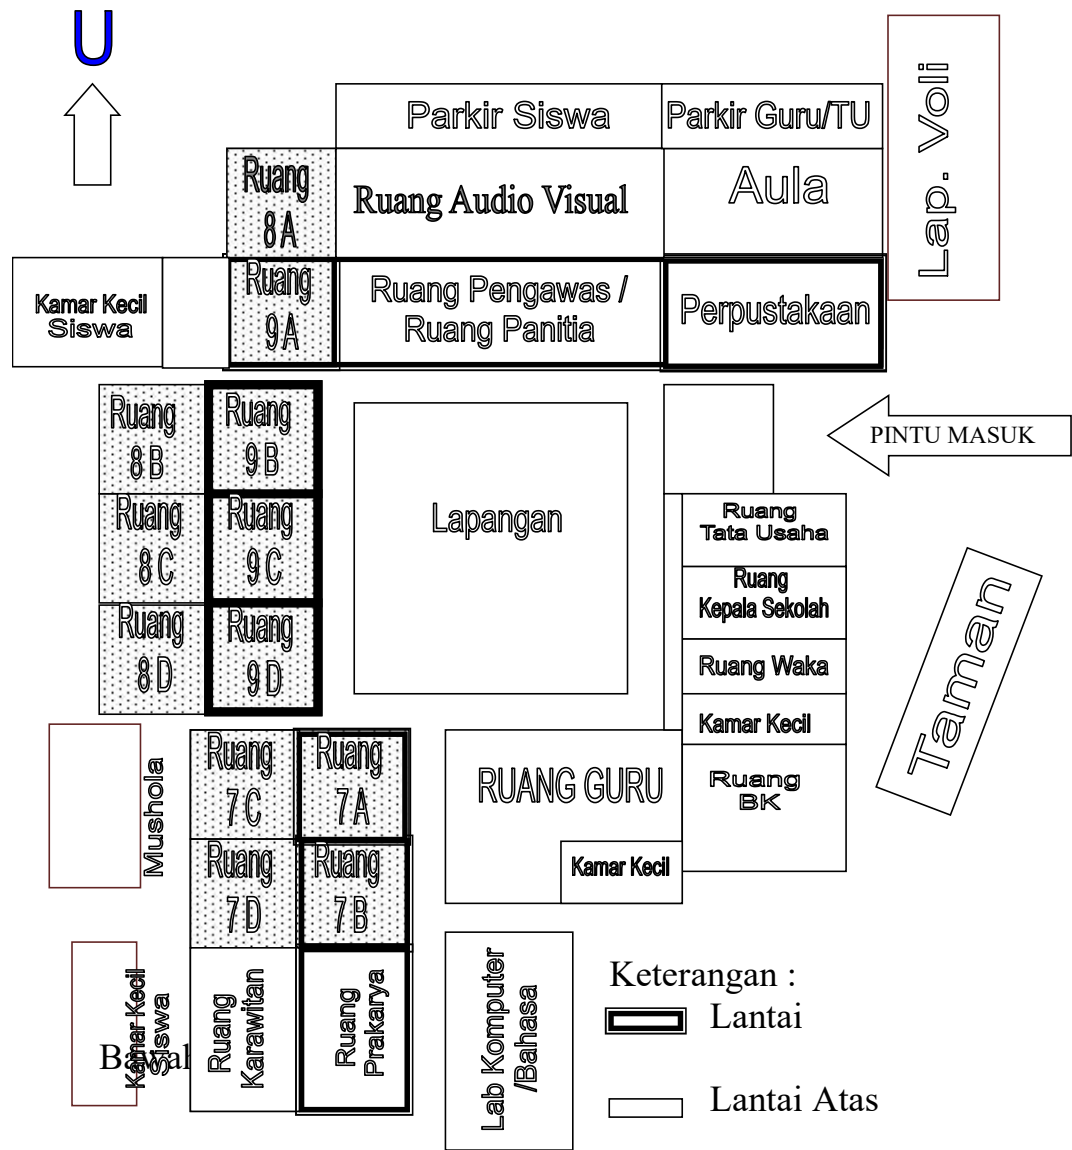 U
Parkir Siswa
Parkir Guru/TU
Lap. Voli
Ruang
8 A
Ruang Audio Visual
Aula
Kamar Kecil
Siswa
Ruang
9 A
Ruang Pengawas /
Ruang Panitia
Perpustakaan
Ruang
8 B
Ruang
9 B
PINTU MASUK
Ruang
8 C
Ruang
9 C
Lapangan
Ruang
Tata Usaha
Ruang
Kepala Sekolah
Ruang
8 D
Ruang
9 D
Ruang Waka
Kamar Kecil
Taman
Mushola
Ruang
7 C
Ruang
7 A
RUANG GURU
Ruang
BK
Ruang
7 D
Ruang
7 B
Kamar Kecil
Kamar Kecil
Siswa
Bawah
Ruang
Karawitan
Ruang
Prakarya
Lab Komputer
/Bahasa
Keterangan :
Lantai
Lantai Atas